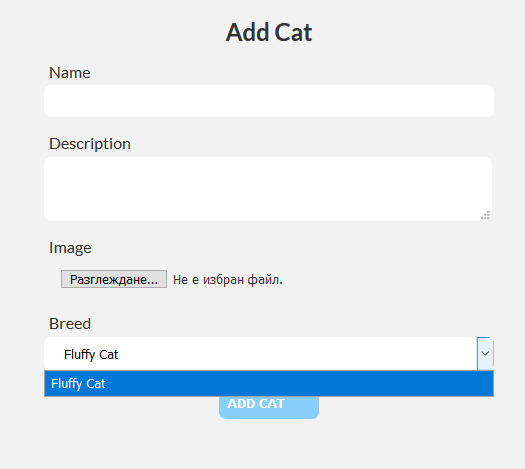 Add Cat
Name
Description
Image
Разглеждане... Не е избран файл.
Breed
Fluffy Cat
Fluffy Cat
ADD CAT